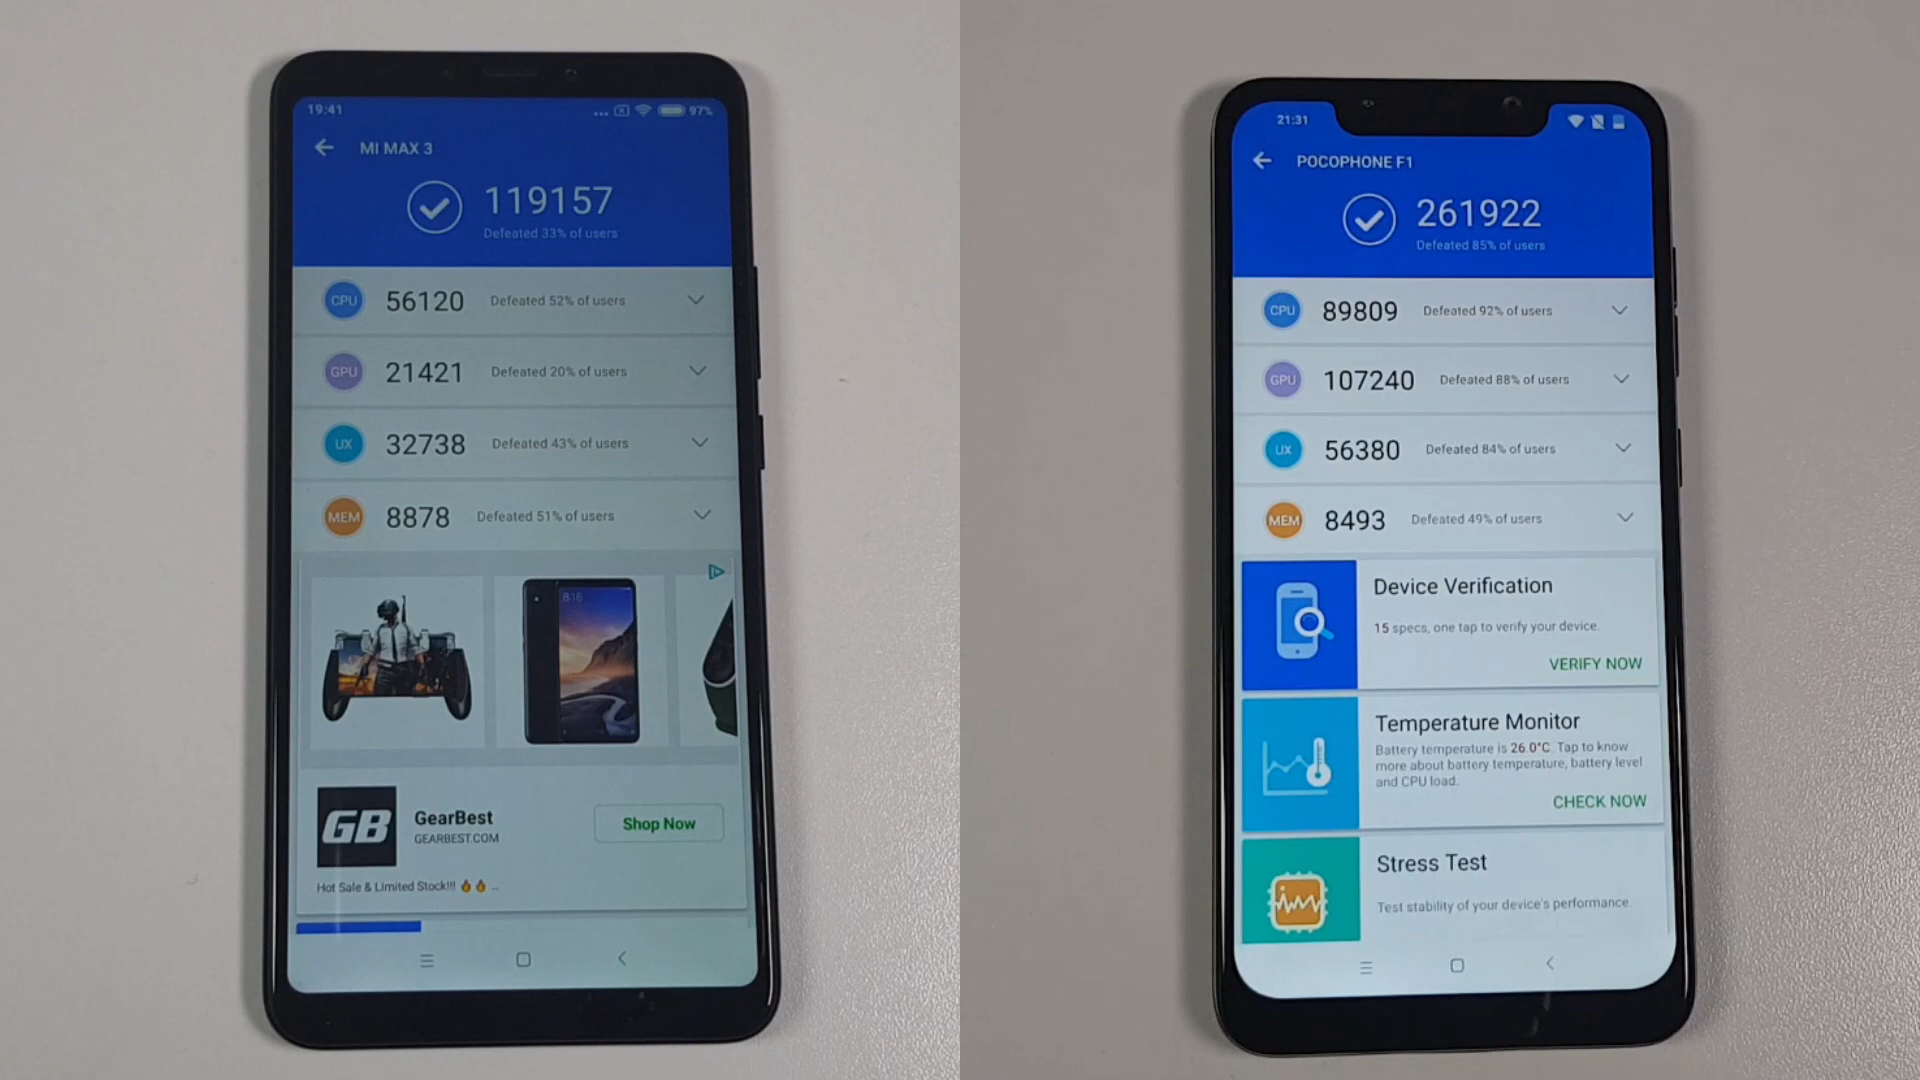 19:41
97%
MI MAX 3
119157
Defeated 33% of users
CPU 56120 Defeated 52% of users
GPU 21421 Defeated 20% of users
UX 32738 Defeated 43% of users
MEM 8878 Defeated 51% of users
8:16
GB
GearBest
GEARBEST.COM
Shop Now
Hot Sale & Limited Stock!!! 🔥🔥 ...
21:31
POCOPHONE F1
261922
Defeated 85% of users
CPU 89809 Defeated 92% of users
GPU 107240 Defeated 88% of users
UX 56380 Defeated 84% of users
MEM 8493 Defeated 49% of users
Device Verification
15 specs, one tap to verify your device.
VERIFY NOW
Temperature Monitor
Battery temperature is 26.0°C. Tap to know
more about battery temperature, battery level
and CPU load.
CHECK NOW
Stress Test
Test stability of your device's performance.